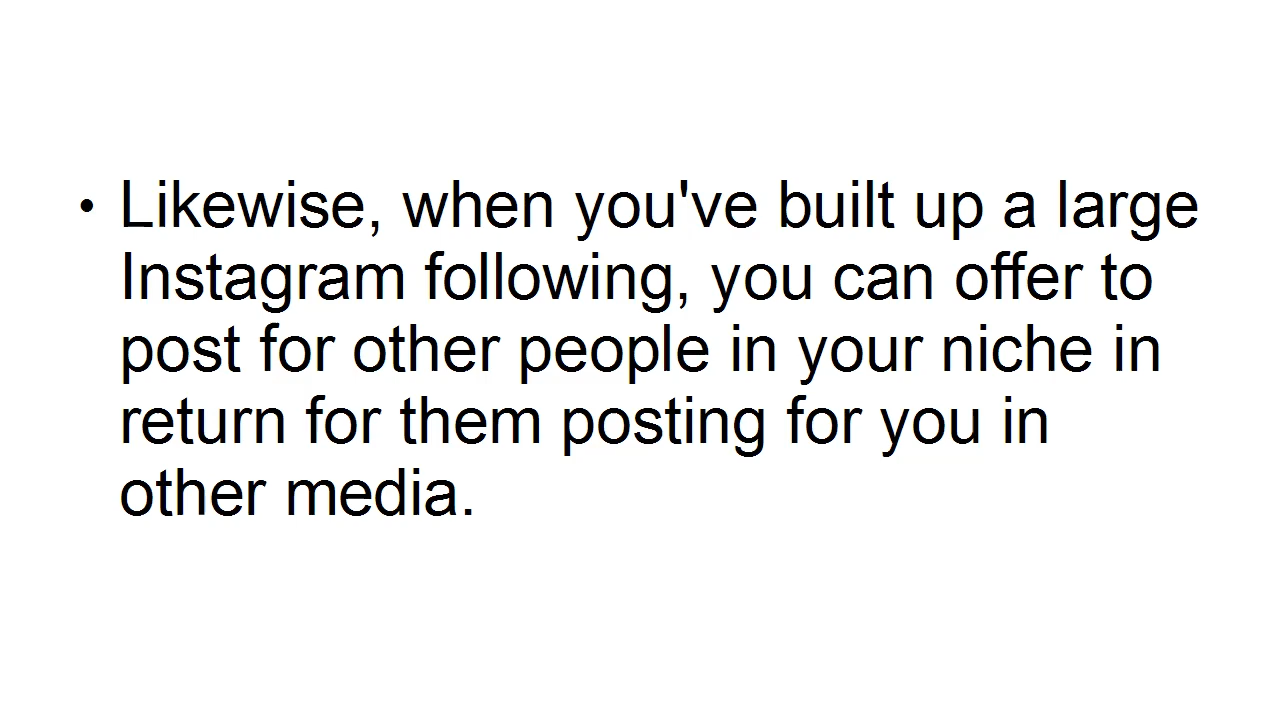 • Likewise, when you've built up a large
Instagram following, you can offer to
post for other people in your niche in
return for them posting for you in
other media.